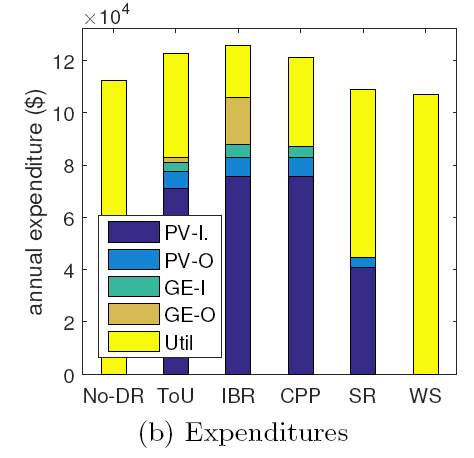 ×10⁴
12
10
8
6
4
2
0
annual expenditure ($)
PV-I.
PV-O
GE-I
GE-O
Util
No-DR ToU IBR CPP SR WS
(b) Expenditures